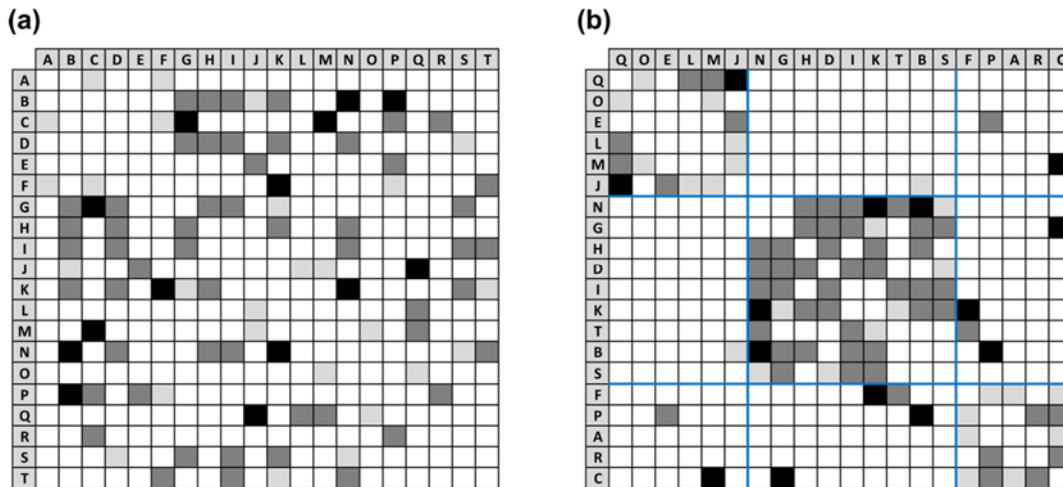 (a)
A B C D E F G H I J K L M N O P Q R S T
A
B
C
D
E
F
G
H
I
J
K
L
M
N
O
P
Q
R
S
T
(b)
Q O E L M J N G H D I K T B S F P A R C
Q
O
E
L
M
J
N
G
H
D
I
K
T
B
S
F
P
A
R
C